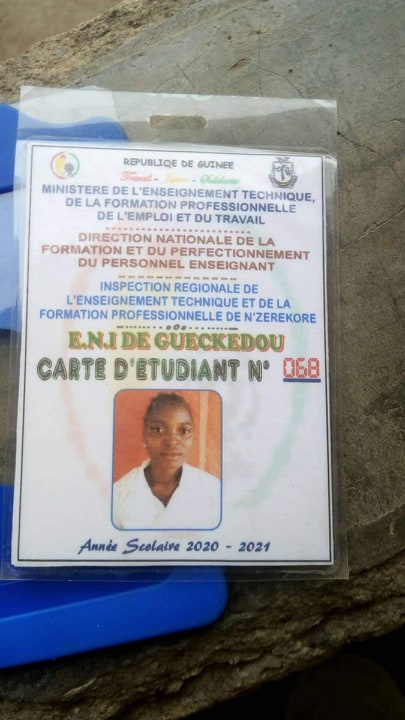 REPUBLIQE DE GUINEE
Travail - Justice - Solidarité
MINISTERE DE L'ENSEIGNEMENT TECHNIQUE,
DE LA FORMATION PROFESSIONNELLE
DE L'EMPLOI ET DU TRAVAIL
DIRECTION NATIONALE DE LA
FORMATION ET DU PERFECTIONNEMENT
DU PERSONNEL ENSEIGNANT
INSPECTION REGIONALE DE
L'ENSEIGNEMENT TECHNIQUE ET DE LA
FORMATION PROFESSIONNELLE DE N'ZEREKORE
E.N.I DE GUECKEDOU
CARTE D'ÉTUDIANT N° 068
Année Scolaire 2020 - 2021